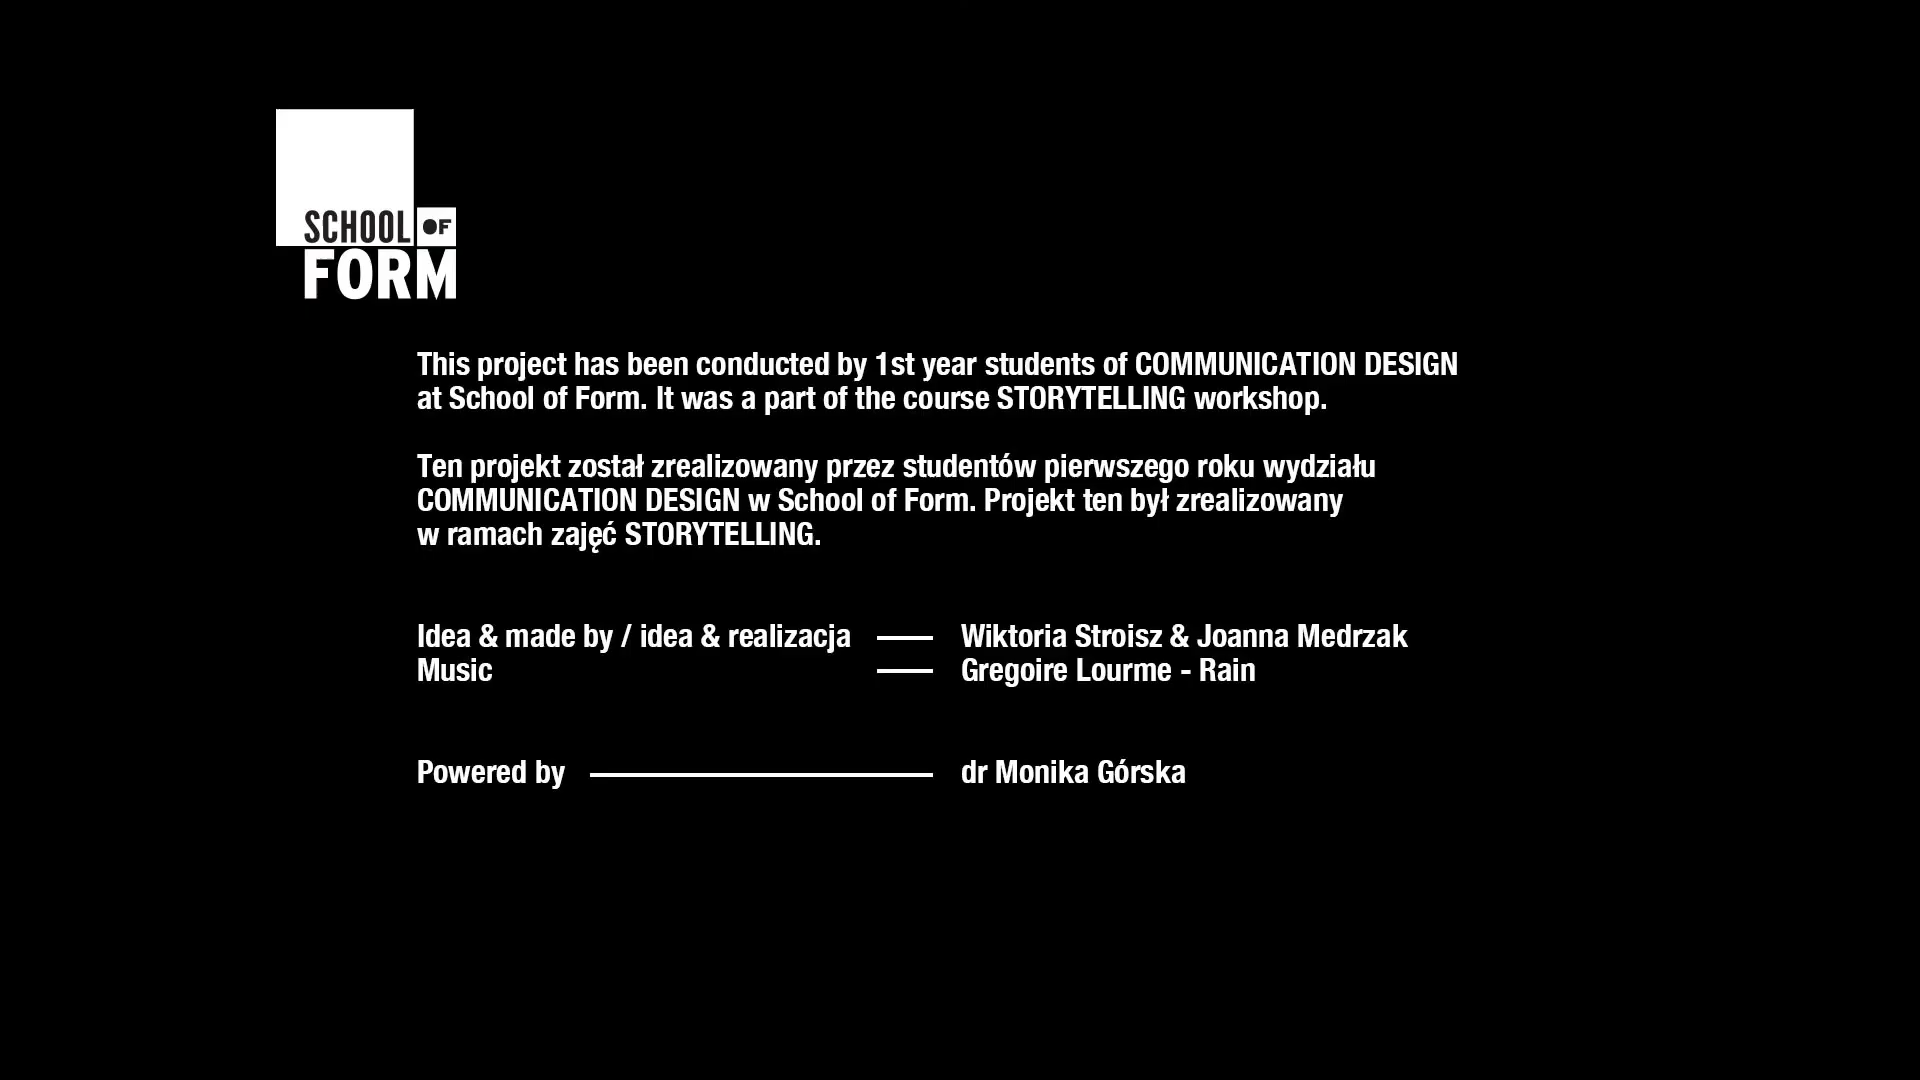 SCHOOL OF
FORM
This project has been conducted by 1st year students of COMMUNICATION DESIGN
at School of Form. It was a part of the course STORYTELLING workshop.
Ten projekt został zrealizowany przez studentów pierwszego roku wydziału
COMMUNICATION DESIGN w School of Form. Projekt ten był zrealizowany
w ramach zajęć STORYTELLING.
Idea & made by / idea & realizacja — Wiktoria Stroisz & Joanna Medrzak
Music — Gregoire Lourme - Rain
Powered by — dr Monika Górska